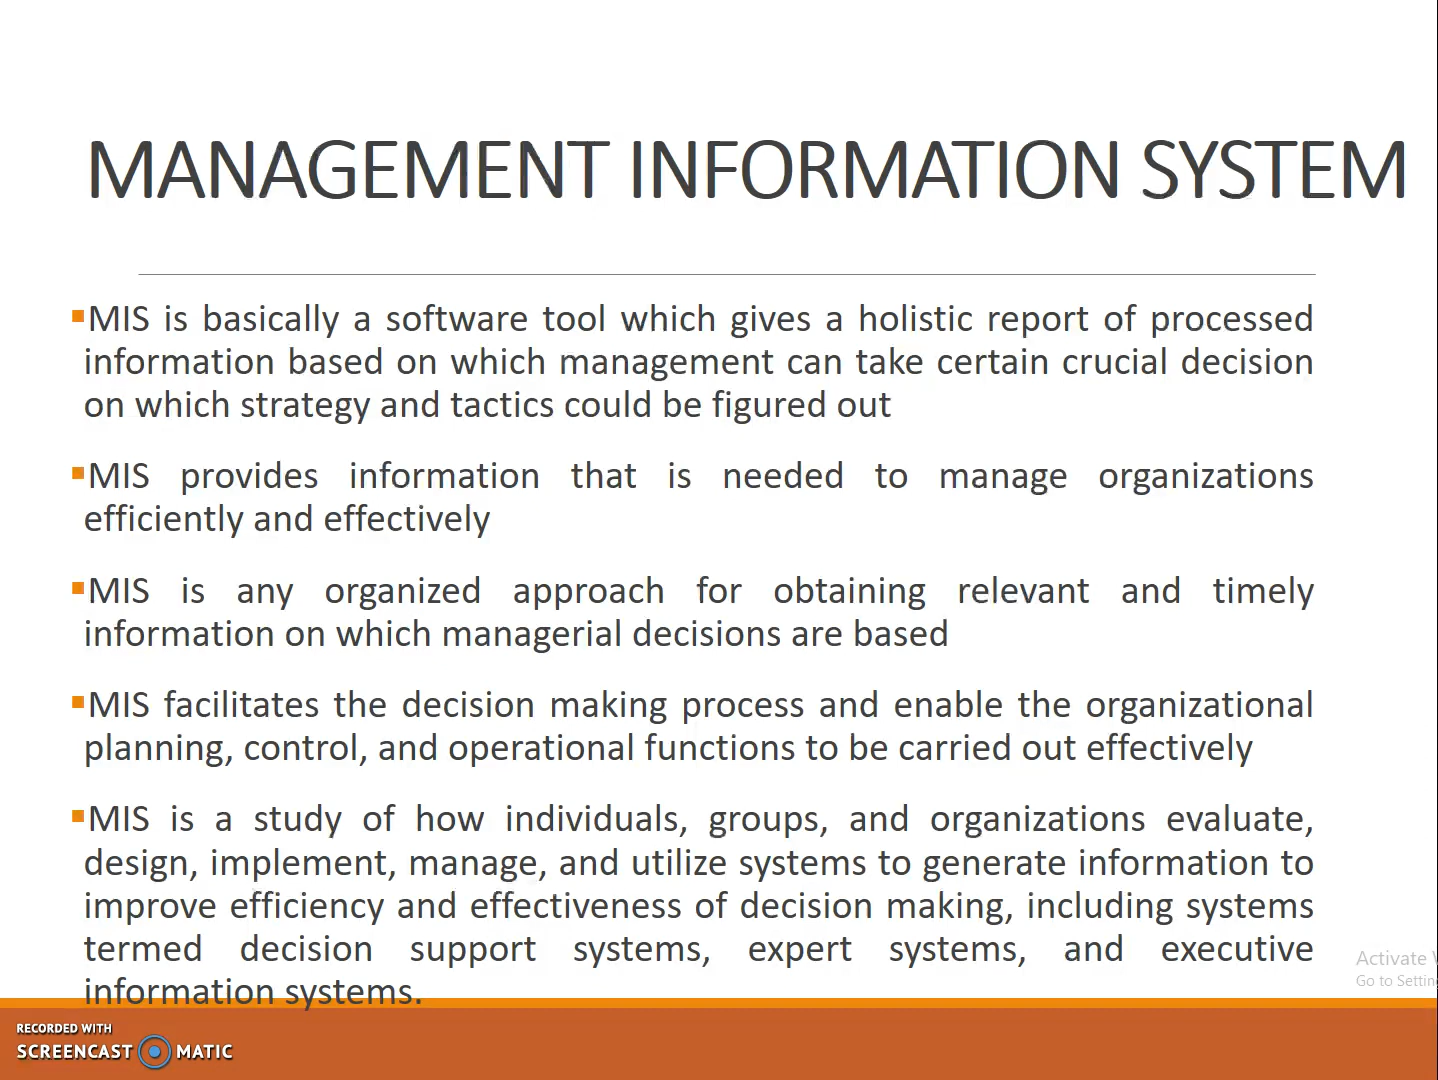 MANAGEMENT INFORMATION SYSTEM
▪MIS is basically a software tool which gives a holistic report of processed
information based on which management can take certain crucial decision
on which strategy and tactics could be figured out
▪MIS provides information that is needed to manage organizations
efficiently and effectively
▪MIS is any organized approach for obtaining relevant and timely
information on which managerial decisions are based
▪MIS facilitates the decision making process and enable the organizational
planning, control, and operational functions to be carried out effectively
▪MIS is a study of how individuals, groups, and organizations evaluate,
design, implement, manage, and utilize systems to generate information to
improve efficiency and effectiveness of decision making, including systems
termed decision support systems, expert systems, and executive
information systems.
Activate
Go to Settin
RECORDED WITH
SCREENCAST MATIC